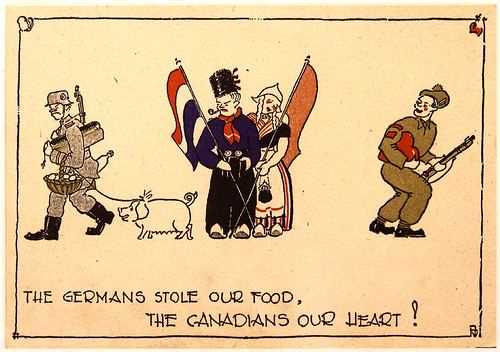 THE GERMANS STOLE OUR FOOD,
THE CANADIANS OUR HEART !